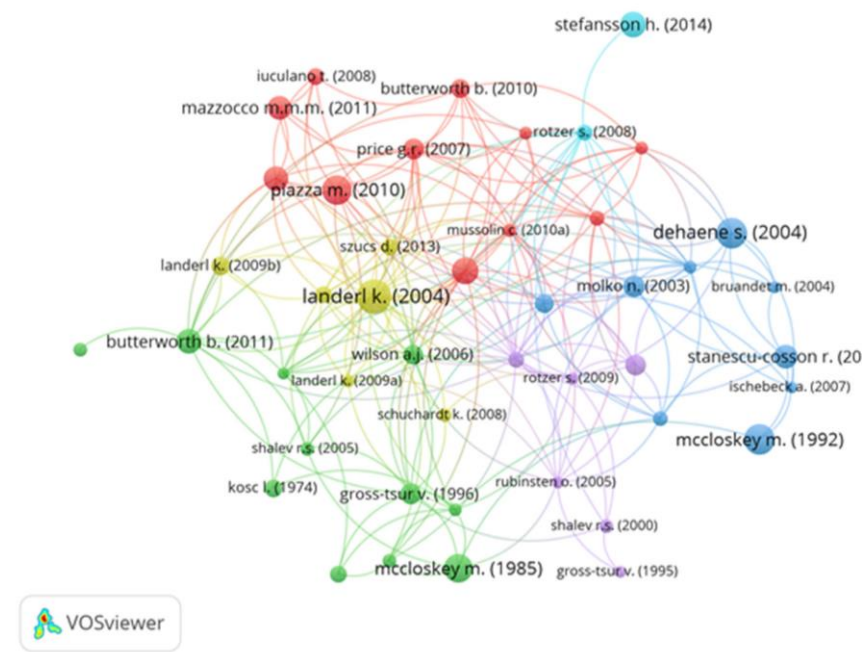 stefansson h. (2014)
iuculano t. (2008)
butterworth b. (2010)
mazzocco m.m.m. (2011)
rotzer s. (2008)
price g.r. (2007)
piazza m. (2010)
mussolin c. (2010a)
dehaene s. (2004)
szucs d. (2013)
landerl k. (2009b)
molko n. (2003)
bruandet m. (2004)
landerl k. (2004)
butterworth b. (2011)
wilson a.j. (2006)
stanescu-cosson r. (20
rotzer s. (2009)
landerl k. (2009a)
ischebeck a. (2007)
schuchardt k. (2008)
mccloskey m. (1992)
shalev r.s. (2005)
rubinsten o. (2005)
kosc l. (1974)
gross-tsur v. (1996)
shalev r.s. (2000)
mccloskey m. (1985)
gross-tsur v. (1995)
VOSviewer